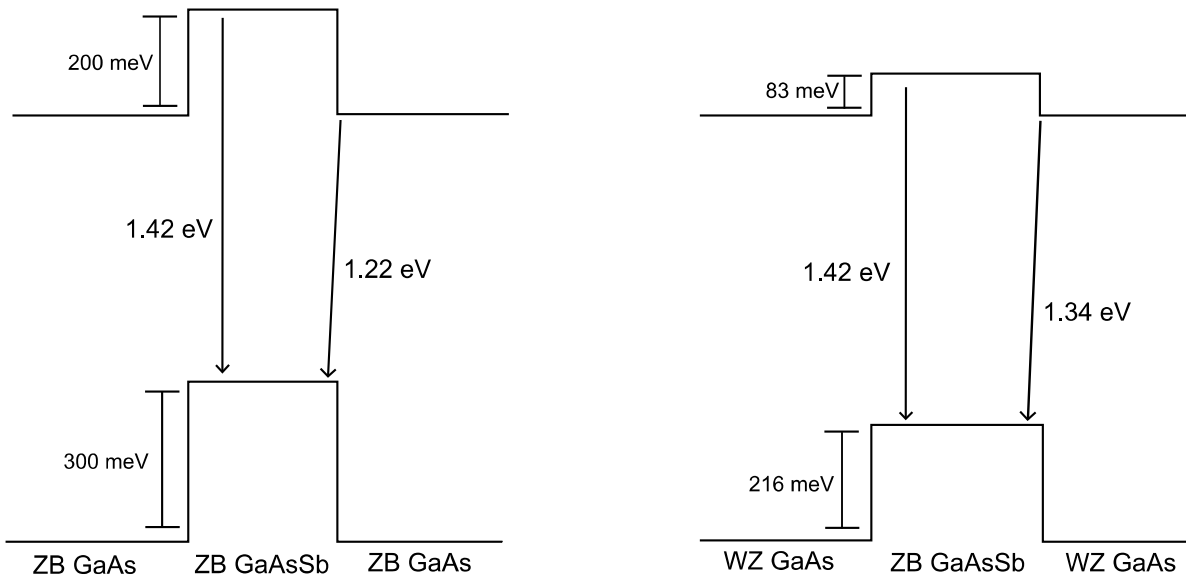 200 meV
1.42 eV
1.22 eV
300 meV
ZB GaAs
ZB GaAsSb
ZB GaAs
83 meV
1.42 eV
1.34 eV
216 meV
WZ GaAs
ZB GaAsSb
WZ GaAs